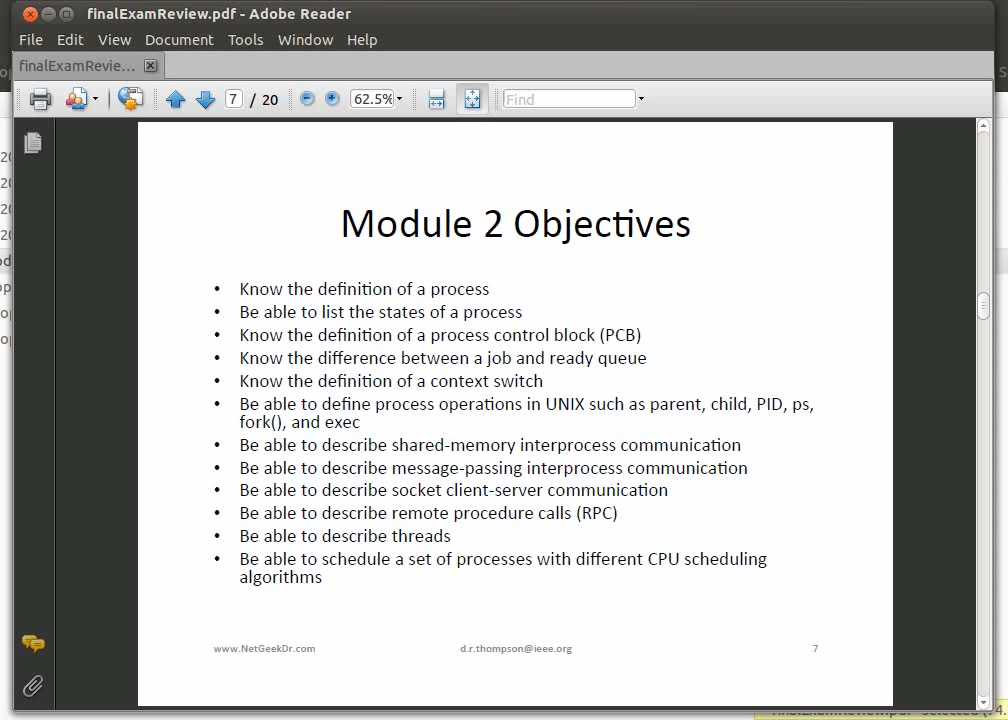 finalExamReview.pdf - Adobe Reader
File Edit View Document Tools Window Help
finalExamRevie...
7 / 20 62.5% Find
Module 2 Objectives
• Know the definition of a process
• Be able to list the states of a process
• Know the definition of a process control block (PCB)
• Know the difference between a job and ready queue
• Know the definition of a context switch
• Be able to define process operations in UNIX such as parent, child, PID, ps,
fork(), and exec
• Be able to describe shared-memory interprocess communication
• Be able to describe message-passing interprocess communication
• Be able to describe socket client-server communication
• Be able to describe remote procedure calls (RPC)
• Be able to describe threads
• Be able to schedule a set of processes with different CPU scheduling
algorithms
www.NetGeekDr.com d.r.thompson@ieee.org 7